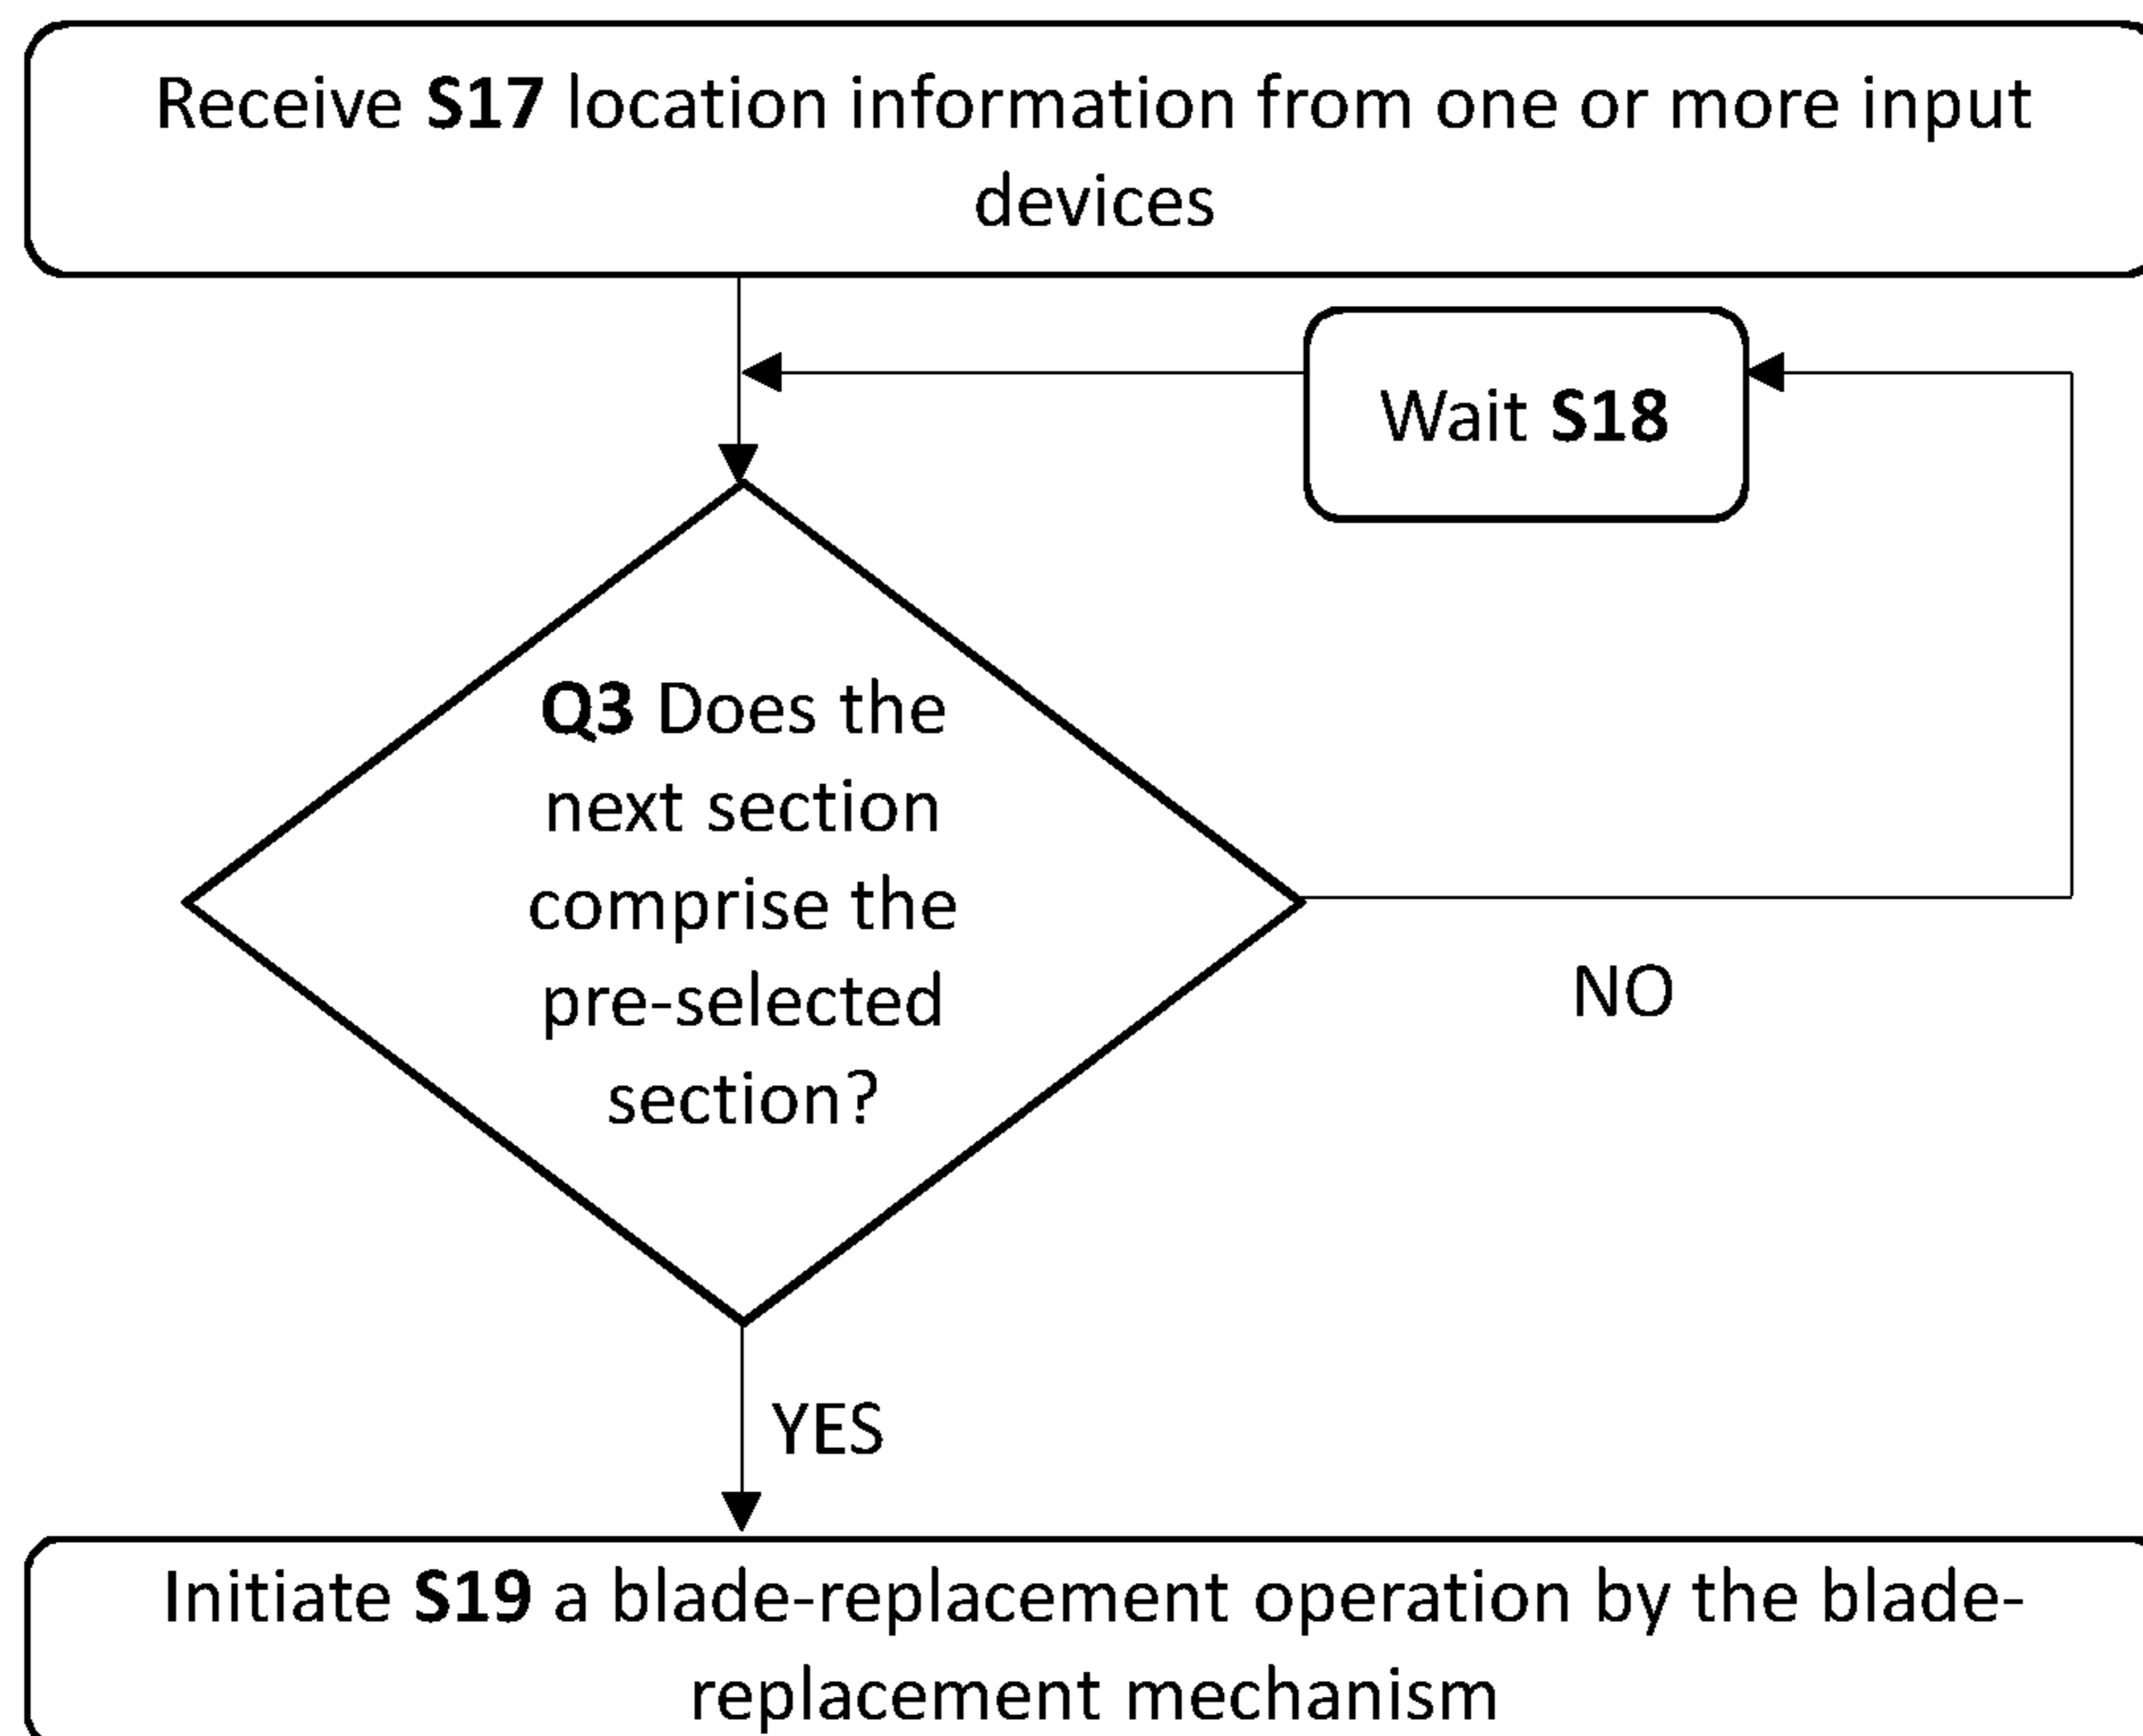 Receive S17 location information from one or more input
devices
Wait S18
Q3 Does the
next section
comprise the
pre-selected
section?
NO
YES
Initiate S19 a blade-replacement operation by the blade-
replacement mechanism